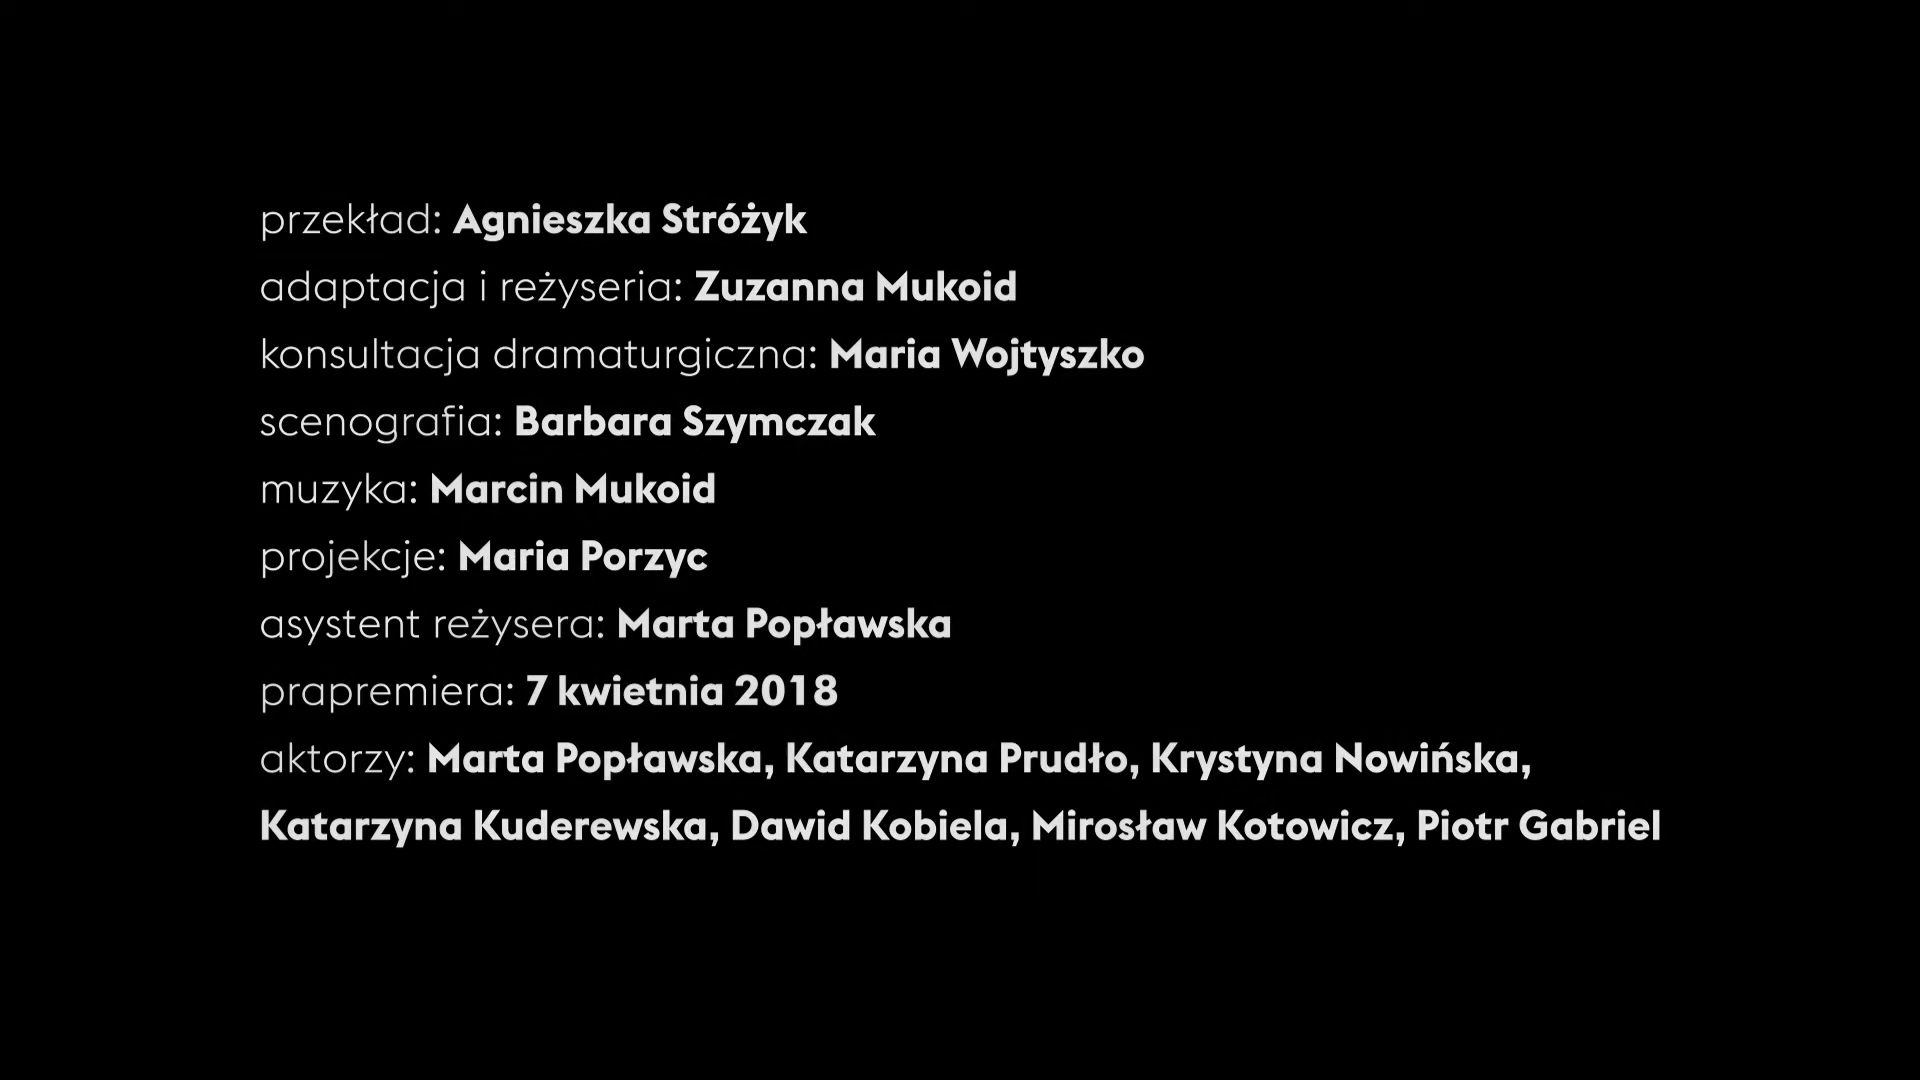 przekład: Agnieszka Stróżyk
adaptacja i reżyseria: Zuzanna Mukoid
konsultacja dramaturgiczna: Maria Wojtyszko
scenografia: Barbara Szymczak
muzyka: Marcin Mukoid
projekcje: Maria Porzyc
asystent reżysera: Marta Popławska
prapremiera: 7 kwietnia 2018
aktorzy: Marta Popławska, Katarzyna Prudło, Krystyna Nowińska,
Katarzyna Kuderewska, Dawid Kobiela, Mirosław Kotowicz, Piotr Gabriel